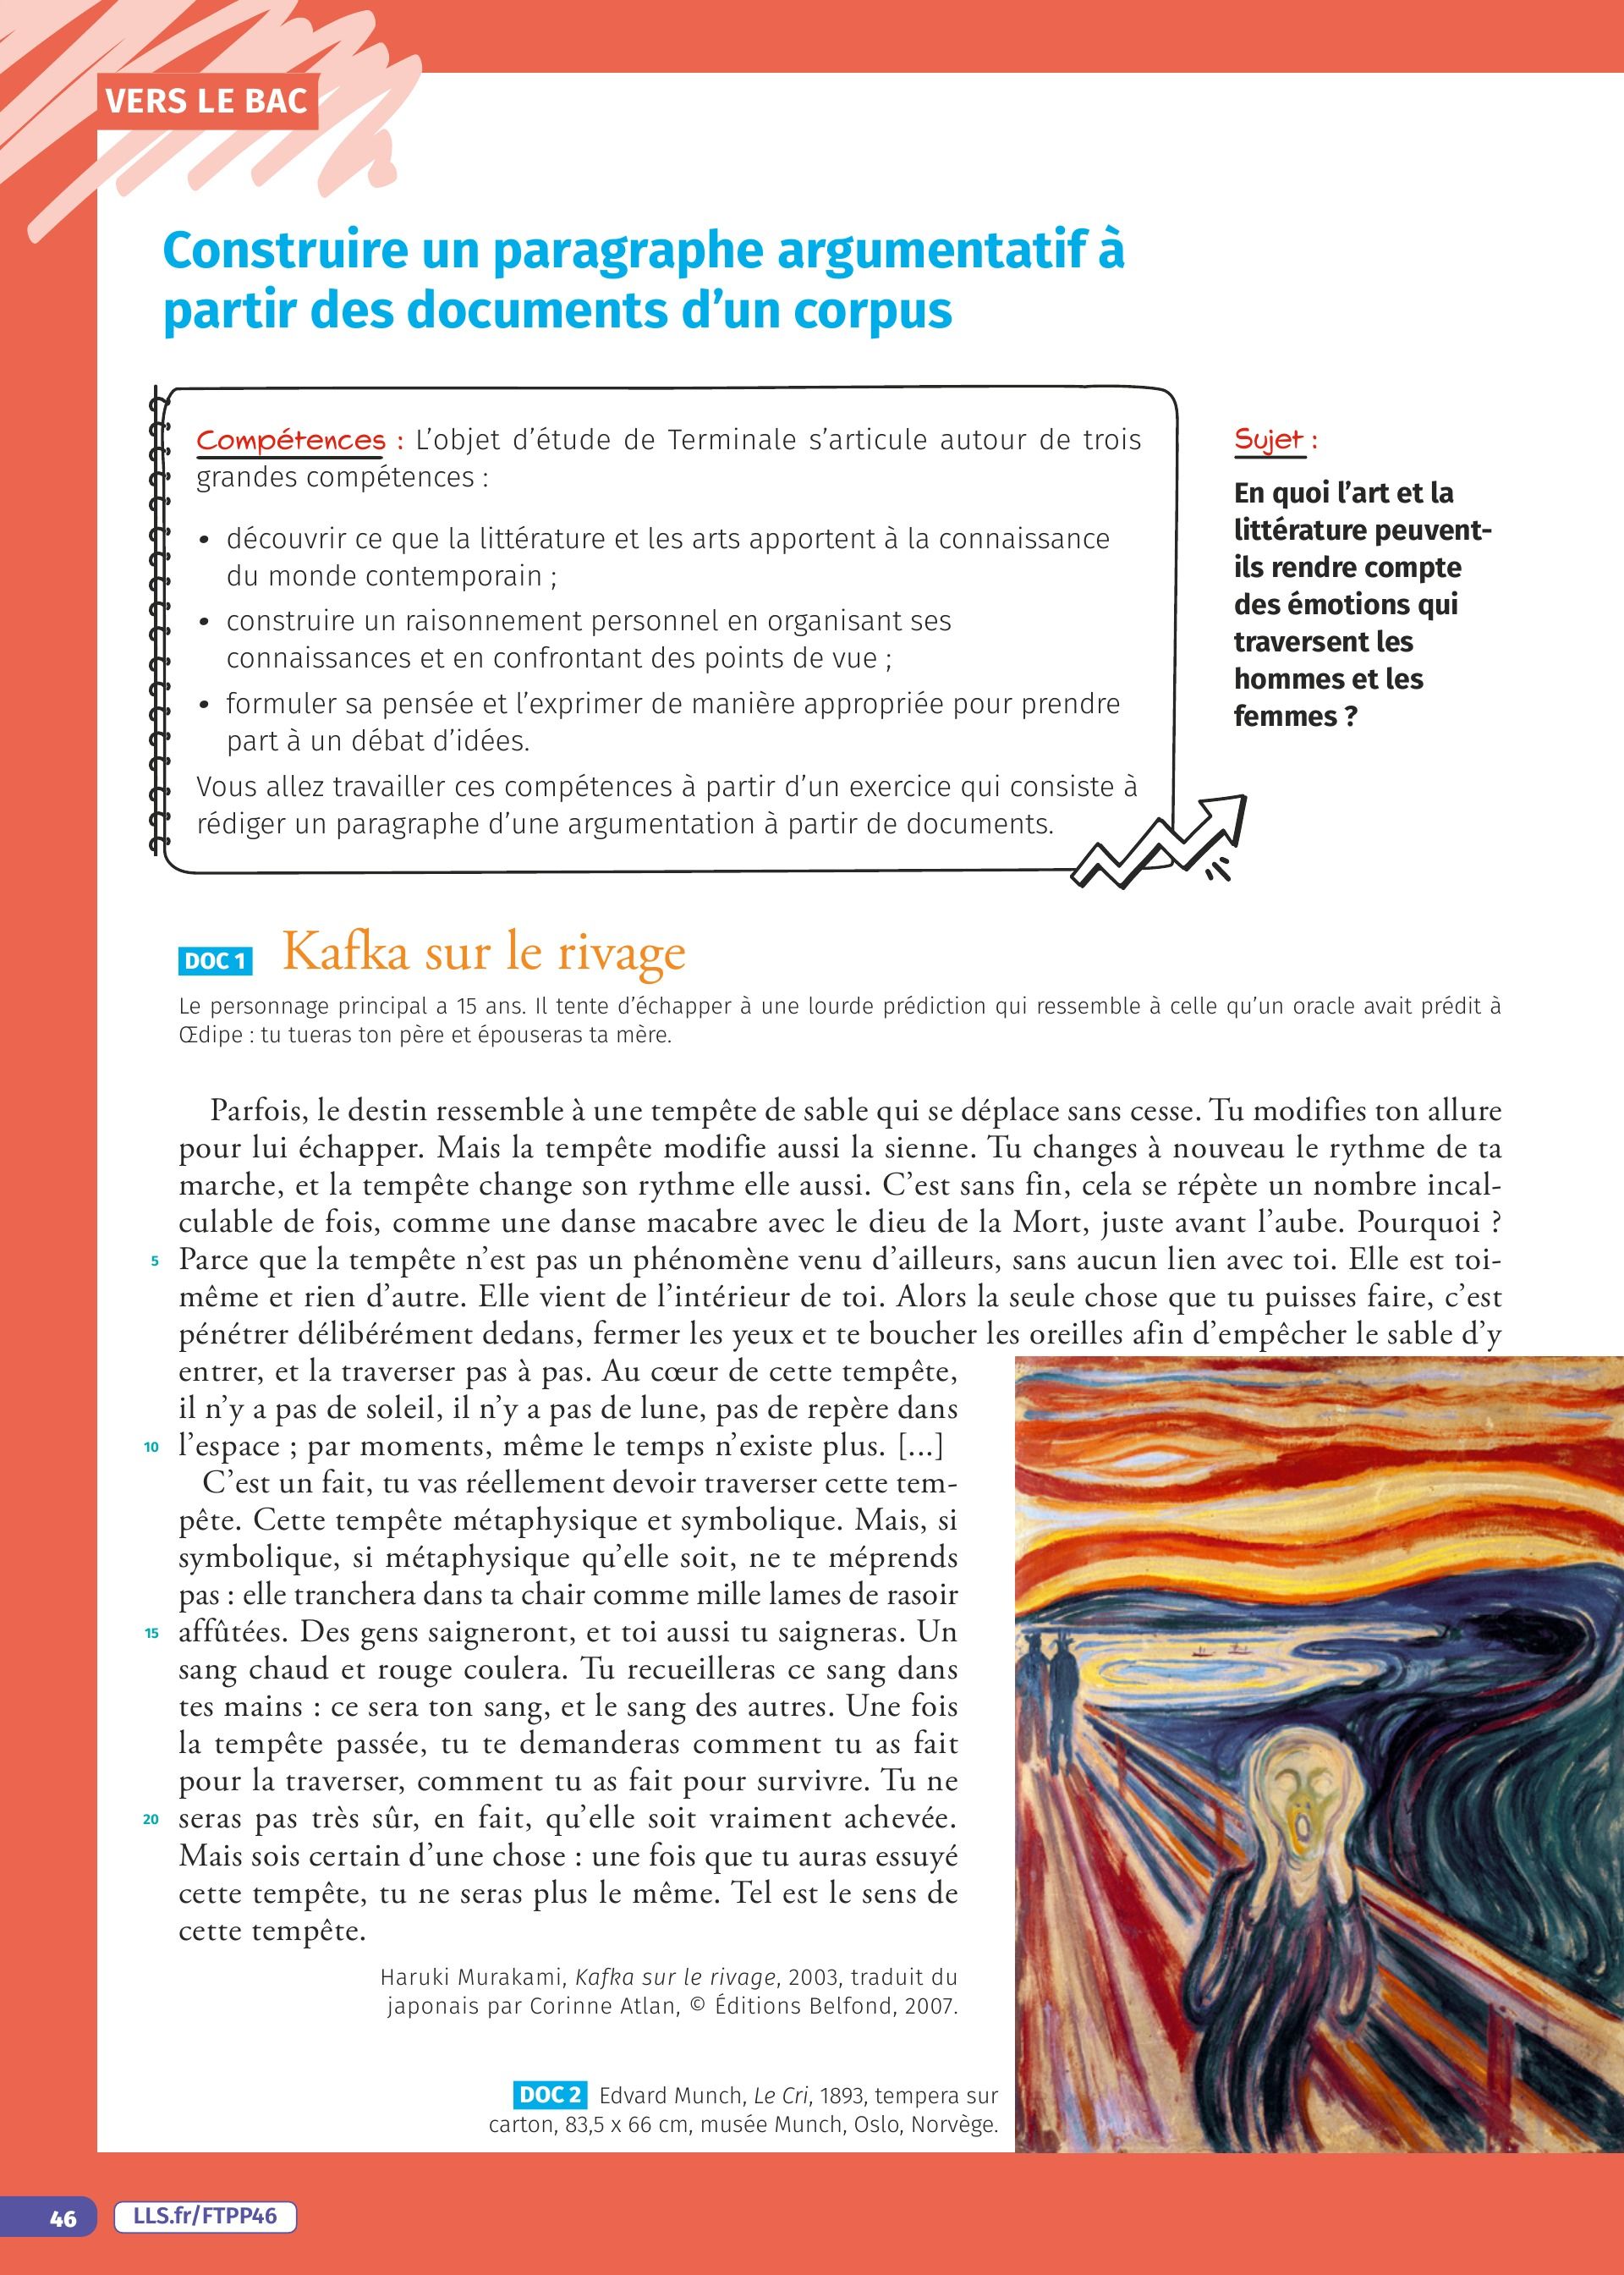 VERS LE BAC
Construire un paragraphe argumentatif à
partir des documents d'un corpus
Compétences : L'objet d'étude de Terminale s'articule autour de trois
grandes compétences :
• découvrir ce que la littérature et les arts apportent à la connaissance
du monde contemporain ;
• construire un raisonnement personnel en organisant ses
connaissances et en confrontant des points de vue ;
• formuler sa pensée et l'exprimer de manière appropriée pour prendre
part à un débat d'idées.
Vous allez travailler ces compétences à partir d'un exercice qui consiste à
rédiger un paragraphe d'une argumentation à partir de documents.
Sujet :
En quoi l'art et la
littérature peuvent-
ils rendre compte
des émotions qui
traversent les
hommes et les
femmes ?
DOC 1 Kafka sur le rivage
Le personnage principal a 15 ans. Il tente d'échapper à une lourde prédiction qui ressemble à celle qu'un oracle avait prédit à
Œdipe : tu tueras ton père et épouseras ta mère.
Parfois, le destin ressemble à une tempête de sable qui se déplace sans cesse. Tu modifies ton allure
pour lui échapper. Mais la tempête modifie aussi la sienne. Tu changes à nouveau le rythme de ta
marche, et la tempête change son rythme elle aussi. C'est sans fin, cela se répète un nombre incal-
culable de fois, comme une danse macabre avec le dieu de la Mort, juste avant l'aube. Pourquoi ?
5 Parce que la tempête n'est pas un phénomène venu d'ailleurs, sans aucun lien avec toi. Elle est toi-
même et rien d'autre. Elle vient de l'intérieur de toi. Alors la seule chose que tu puisses faire, c'est
pénétrer délibérément dedans, fermer les yeux et te boucher les oreilles afin d'empêcher le sable d'y
entrer, et la traverser pas à pas. Au cœur de cette tempête,
il n'y a pas de soleil, il n'y a pas de lune, pas de repère dans
10 l'espace ; par moments, même le temps n'existe plus. [...]
C'est un fait, tu vas réellement devoir traverser cette tem-
pête. Cette tempête métaphysique et symbolique. Mais, si
symbolique, si métaphysique qu'elle soit, ne te méprends
pas : elle tranchera dans ta chair comme mille lames de rasoir
15 affûtées. Des gens saigneront, et toi aussi tu saigneras. Un
sang chaud et rouge coulera. Tu recueilleras ce sang dans
tes mains : ce sera ton sang, et le sang des autres. Une fois
la tempête passée, tu te demanderas comment tu as fait
pour la traverser, comment tu as fait pour survivre. Tu ne
20 seras pas très sûr, en fait, qu'elle soit vraiment achevée.
Mais sois certain d'une chose : une fois que tu auras essuyé
cette tempête, tu ne seras plus le même. Tel est le sens de
cette tempête.
Haruki Murakami, Kafka sur le rivage, 2003, traduit du
japonais par Corinne Atlan, © Éditions Belfond, 2007.
DOC 2 Edvard Munch, Le Cri, 1893, tempera sur
carton, 83,5 x 66 cm, musée Munch, Oslo, Norvège.
46
LLS.fr/FTPP46